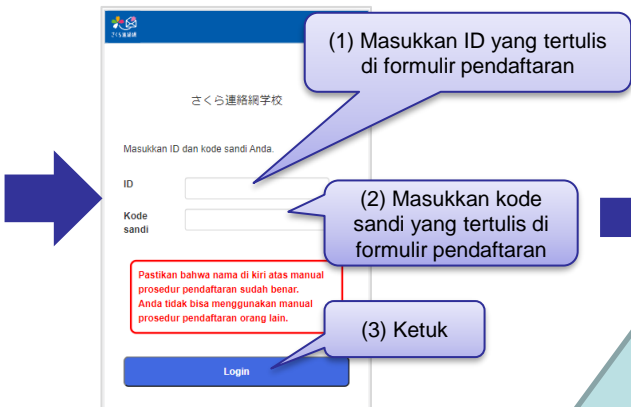 さくら連絡網
(1) Masukkan ID yang tertulis
di formulir pendaftaran
さくら連絡網学校
Masukkan ID dan kode sandi Anda.
ID
(2) Masukkan kode
sandi yang tertulis di
formulir pendaftaran
Kode
sandi
Pastikan bahwa nama di kiri atas manual
prosedur pendaftaran sudah benar.
Anda tidak bisa menggunakan manual
prosedur pendaftaran orang lain.
(3) Ketuk
Login